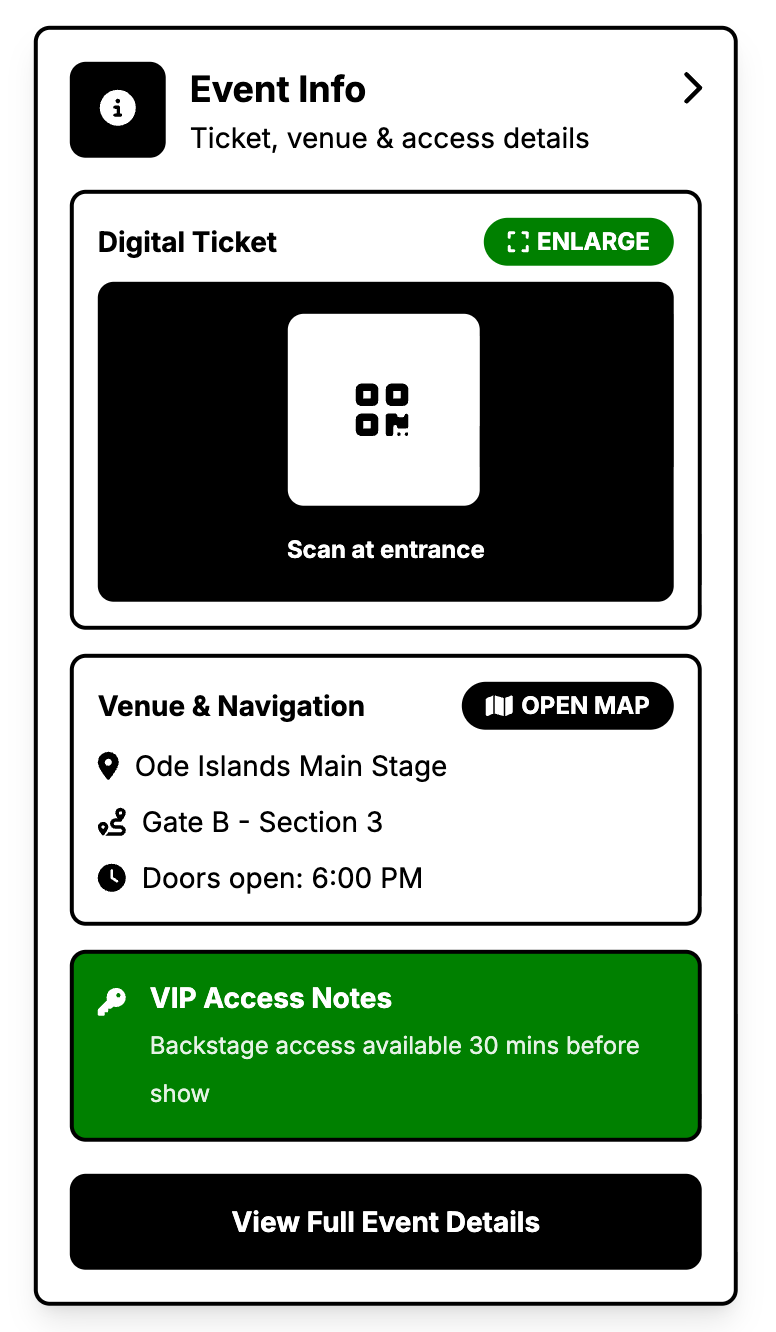 Event Info
Ticket, venue & access details
Digital Ticket
ENLARGE
Scan at entrance
Venue & Navigation
OPEN MAP
Ode Islands Main Stage
Gate B - Section 3
Doors open: 6:00 PM
VIP Access Notes
Backstage access available 30 mins before
show
View Full Event Details